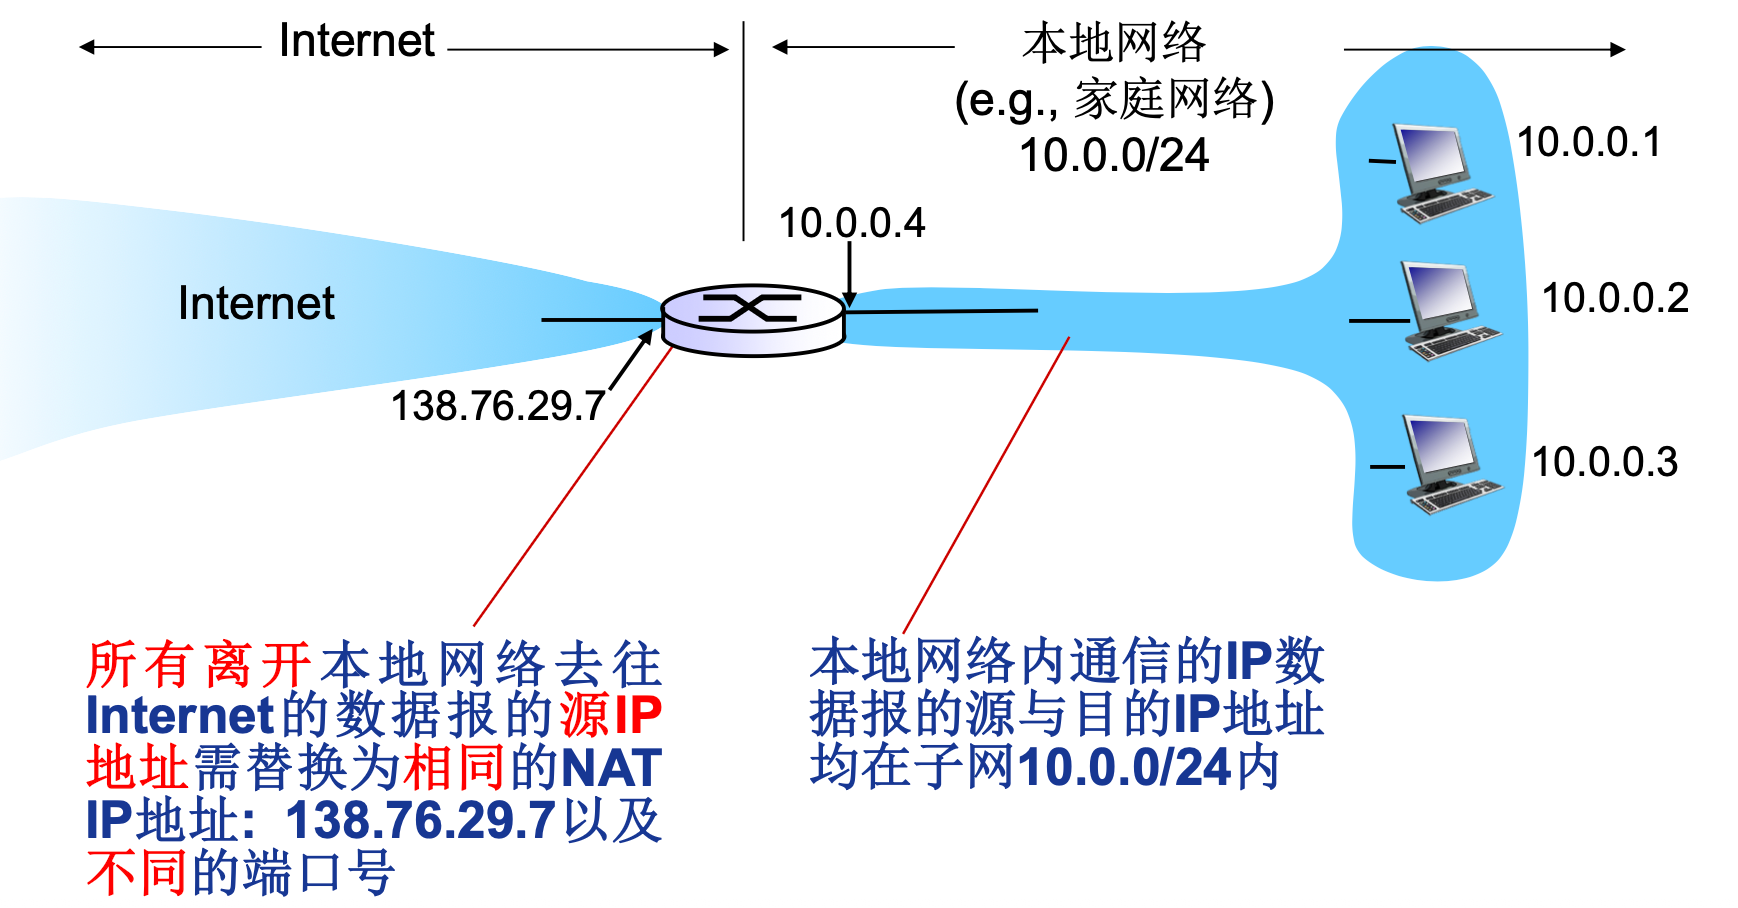 Internet
本地网络
(e.g., 家庭网络)
10.0.0/24
10.0.0.1
10.0.0.4
Internet
10.0.0.2
138.76.29.7
10.0.0.3
所有离开本地网络去往
Internet的数据报的源IP
地址需替换为相同的NAT
IP地址: 138.76.29.7以及
不同的端口号
本地网络内通信的IP数
据报的源与目的IP地址
均在子网10.0.0/24内